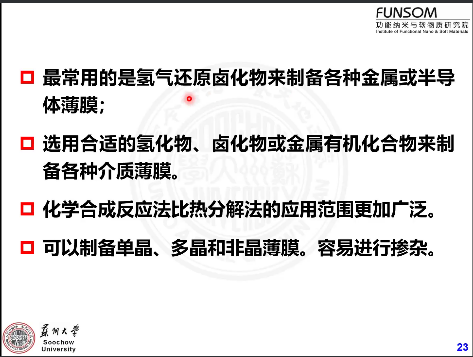 FUNSOM
功能纳米与软物质研究院
Institute of Functional Nano & Soft Materials
最常用的是氢气还原卤化物来制备各种金属或半导
体薄膜；
选用合适的氢化物、卤化物或金属有机化合物来制
备各种介质薄膜。
化学合成反应法比热分解法的应用范围更加广泛。
可以制备单晶、多晶和非晶薄膜。容易进行掺杂。
蘇州大学
Soochow
University
23